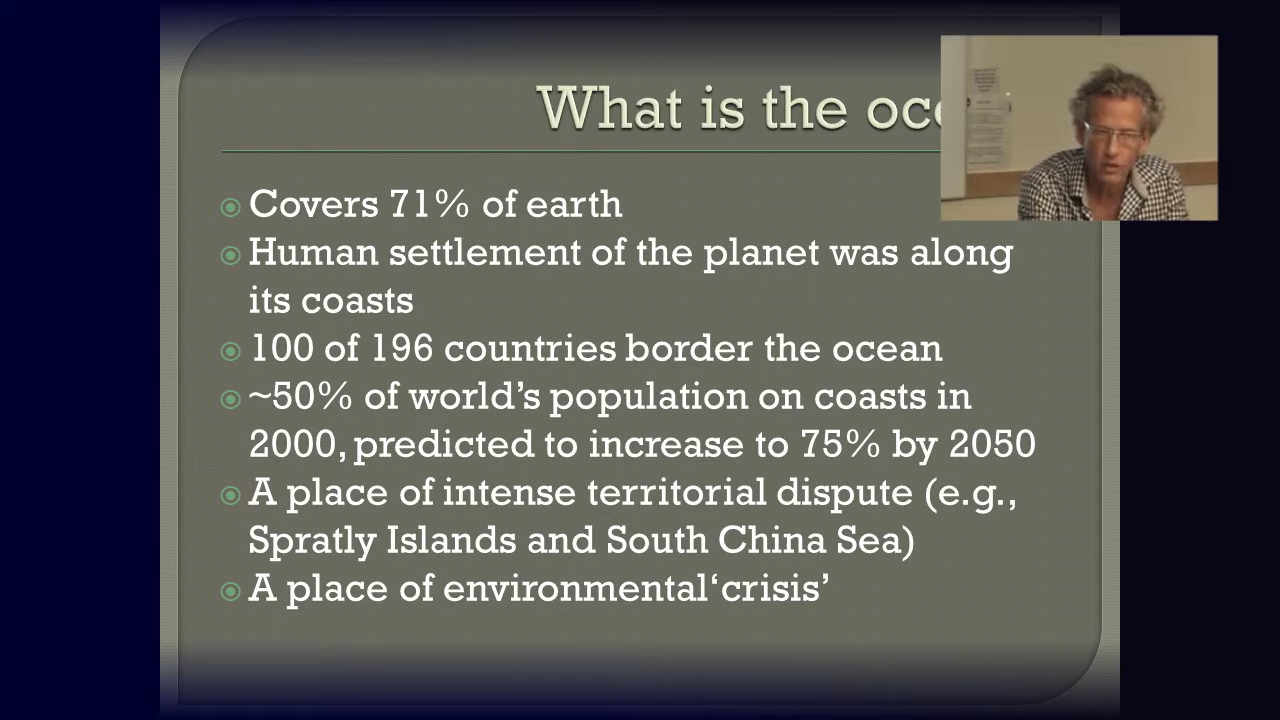 What is the oc
Covers 71% of earth
Human settlement of the planet was along
its coasts
100 of 196 countries border the ocean
~50% of world's population on coasts in
2000, predicted to increase to 75% by 2050
A place of intense territorial dispute (e.g.,
Spratly Islands and South China Sea)
A place of environmental ‘crisis’